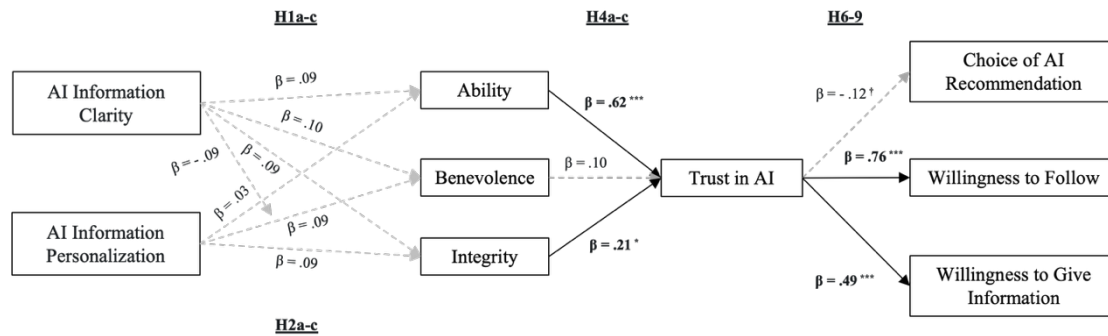 H1a-c
H4a-c
H6-9
AI Information
Clarity
AI Information
Personalization
β = .09
β = .10
β = - .09
β = .09
β = .03
β = .09
β = .09
Ability
Benevolence
Integrity
β = .62 ***
β = .10
β = .21 *
Trust in AI
β = - .12 †
β = .76 ***
β = .49 ***
Choice of AI
Recommendation
Willingness to Follow
Willingness to Give
Information
H2a-c